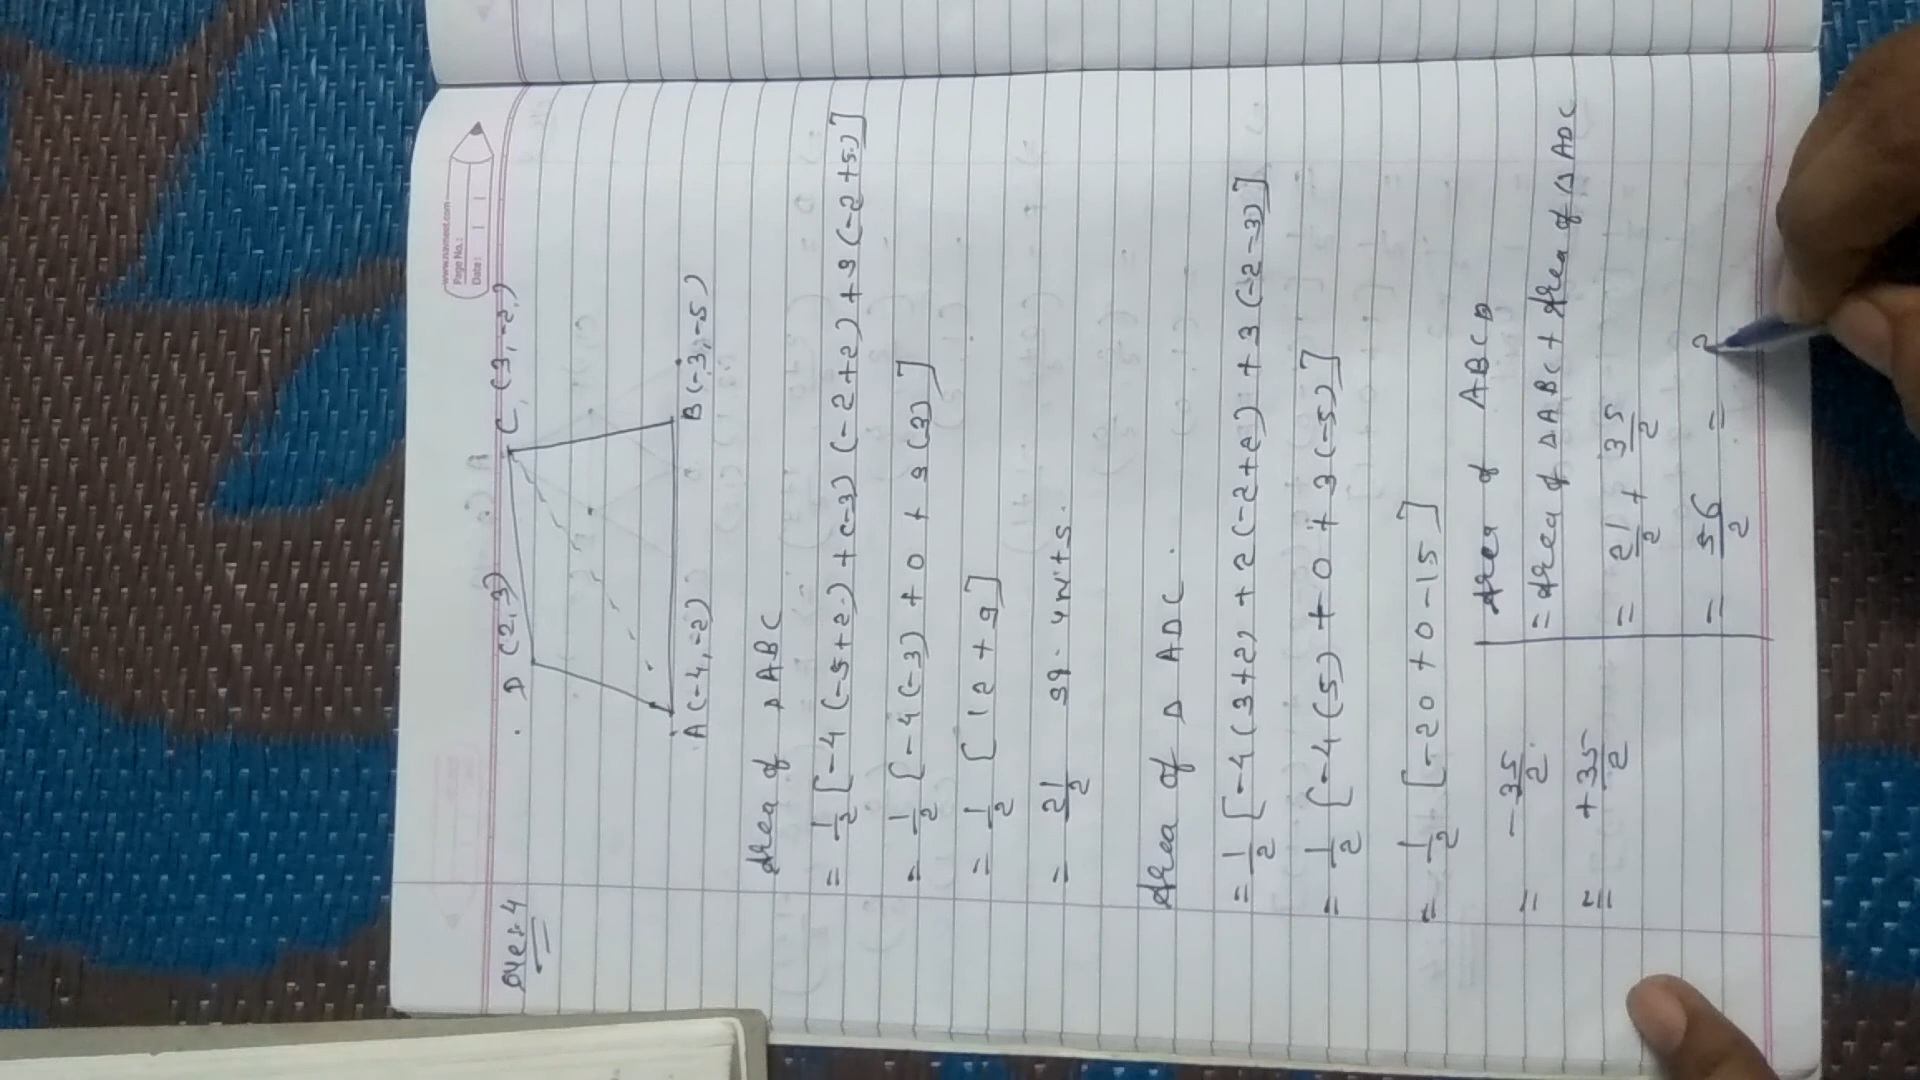 www.navneet.com
Page No.:
Date:
Ques 4
D (2,3)
C (3,-2)
A (-4,-2)
B (-3,-5)
Area of Δ ABC
= 1/2 [-4 (-5+2) + (-3) (-2+2) + 3 (-2+5)]
= 1/2 [-4(-3) + 0 + 3 (3)]
= 1/2 [12 + 9]
= 21/2 sq. units.
Area of Δ ADC.
= 1/2 [-4(3+2) + 2(-2+2) + 3(-2-3)]
= 1/2 [-4(5) + 0 + 3(-5)]
= 1/2 [-20 + 0 - 15]
= -35/2
= +35/2
Area of ABCD
= Area of Δ ABC + Area of Δ ADC
= 21/2 + 35/2
= 56/2 = 2